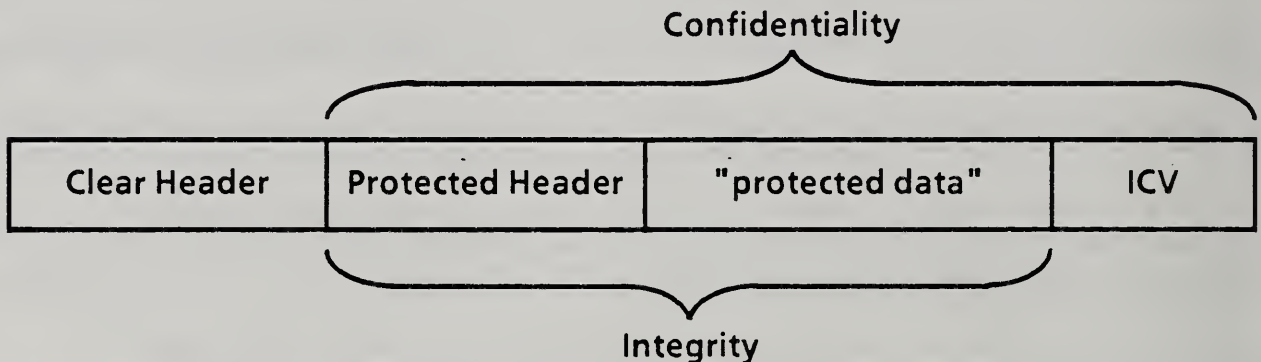 Confidentiality
Clear Header Protected Header "protected data" ICV
Integrity